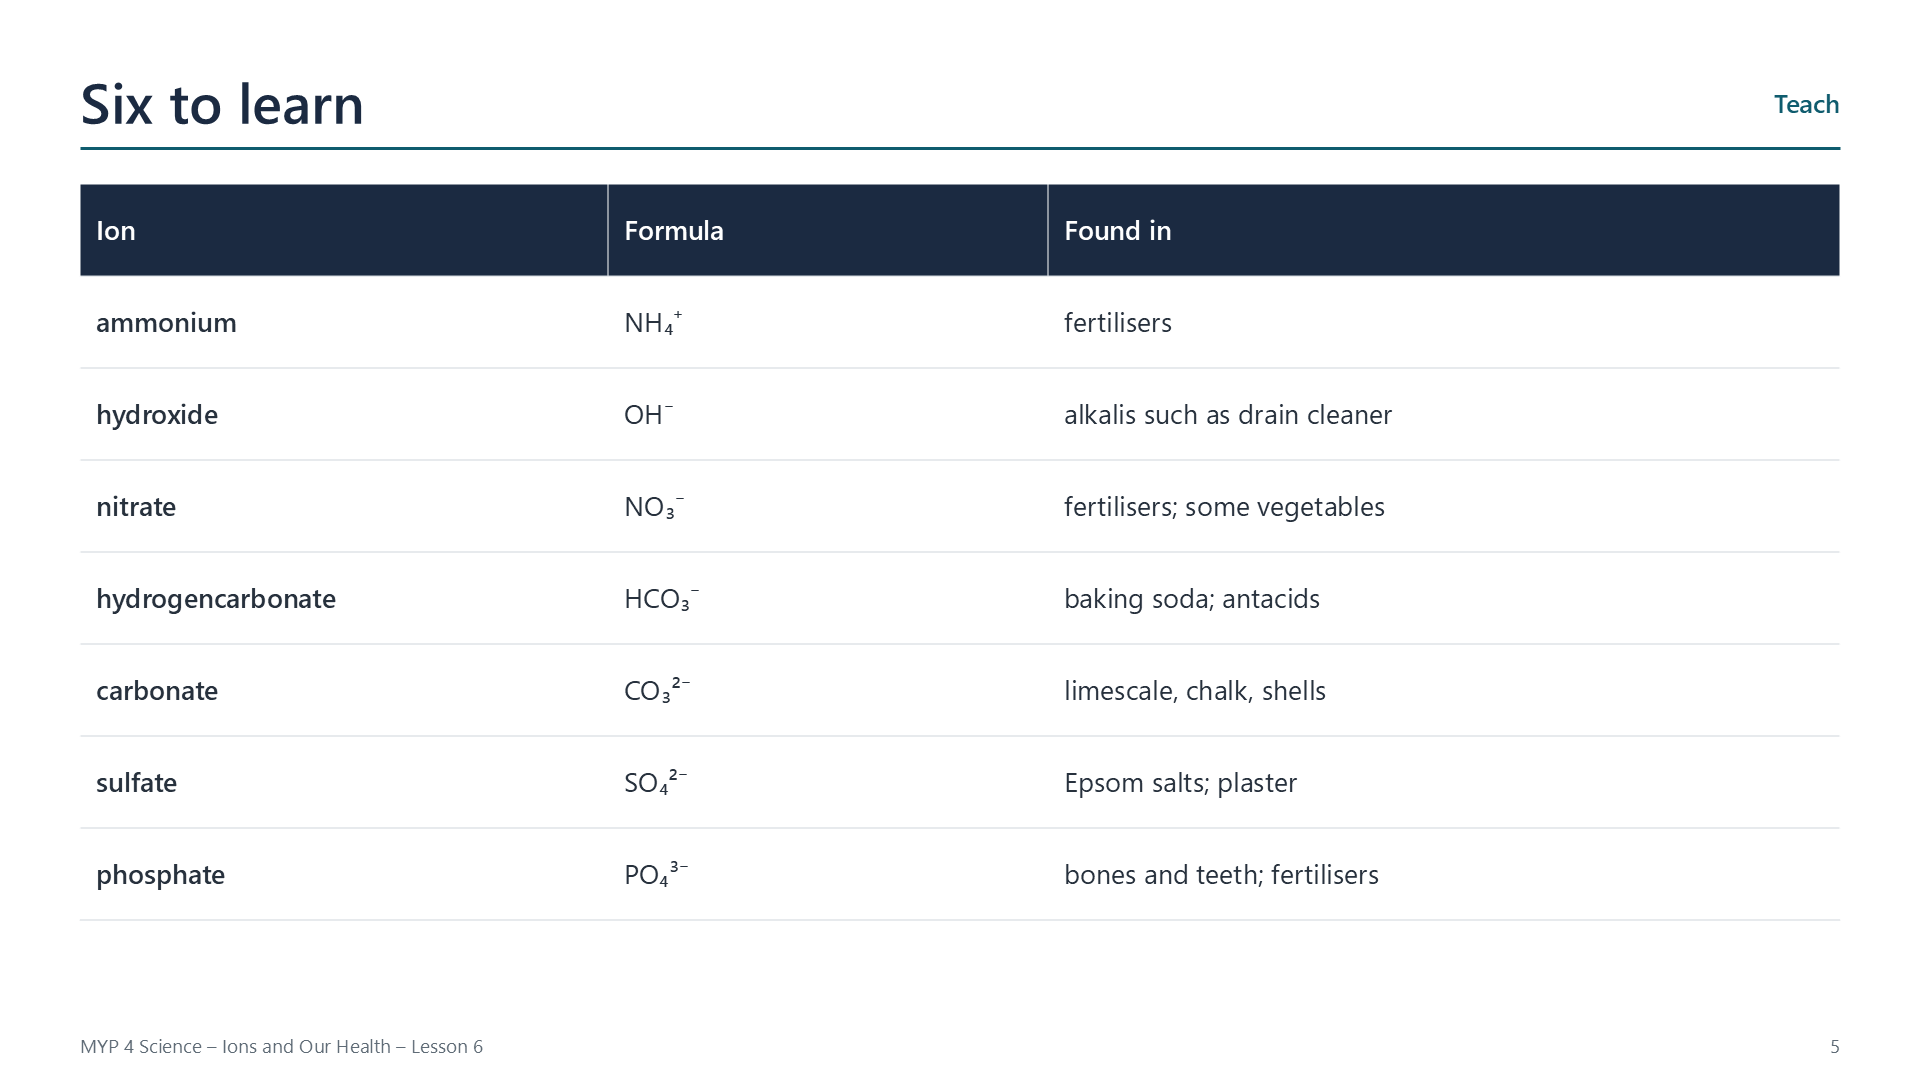 Six to learn
Teach
Ion Formula Found in
ammonium NH₄⁺ fertilisers
hydroxide OH⁻ alkalis such as drain cleaner
nitrate NO₃⁻ fertilisers; some vegetables
hydrogencarbonate HCO₃⁻ baking soda; antacids
carbonate CO₃²⁻ limescale, chalk, shells
sulfate SO₄²⁻ Epsom salts; plaster
phosphate PO₄³⁻ bones and teeth; fertilisers
MYP 4 Science – Ions and Our Health – Lesson 6
5